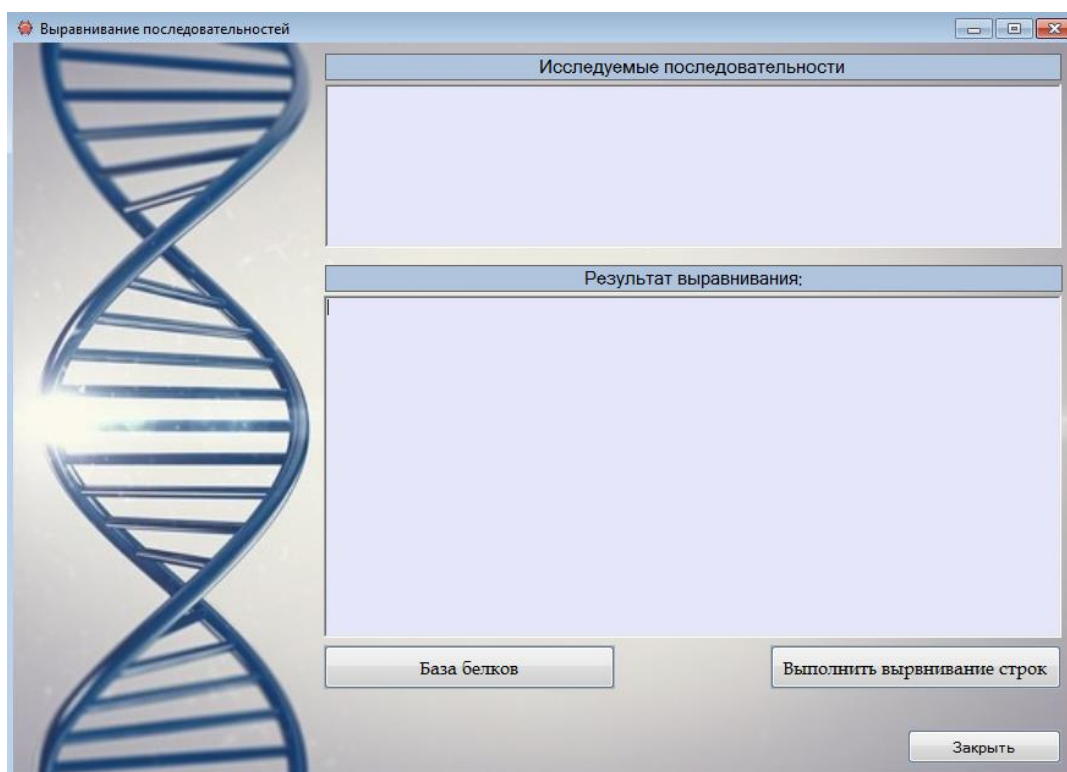 Выравнивание последовательностей
Исследуемые последовательности
Результат выравнивания:
База белков
Выполнить вырвнивание строк
Закрыть